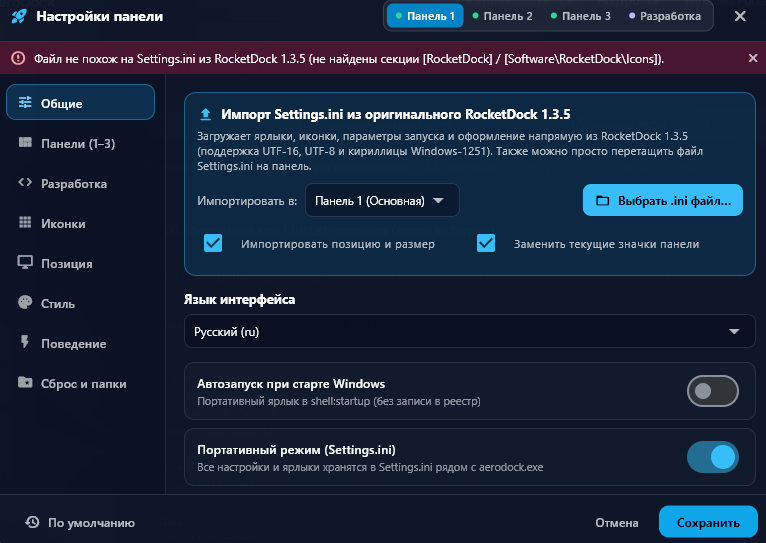 Настройки панели
Панель 1
Панель 2
Панель 3
Разработка
Файл не похож на Settings.ini из RocketDock 1.3.5 (не найдены секции [RocketDock] / [Software\RocketDock\Icons]).
Общие
Панели (1–3)
Разработка
Иконки
Позиция
Стиль
Поведение
Сброс и папки
Импорт Settings.ini из оригинального RocketDock 1.3.5
Загружает ярлыки, иконки, параметры запуска и оформление напрямую из RocketDock 1.3.5
(поддержка UTF-16, UTF-8 и кириллицы Windows-1251). Также можно просто перетащить файл
Settings.ini на панель.
Импортировать в:
Панель 1 (Основная)
Выбрать .ini файл...
Импортировать позицию и размер
Заменить текущие значки панели
Язык интерфейса
Русский (ru)
Автозапуск при старте Windows
Портативный ярлык в shell:startup (без записи в реестр)
Портативный режим (Settings.ini)
Все настройки и ярлыки хранятся в Settings.ini рядом с aerodock.exe
По умолчанию
Отмена
Сохранить